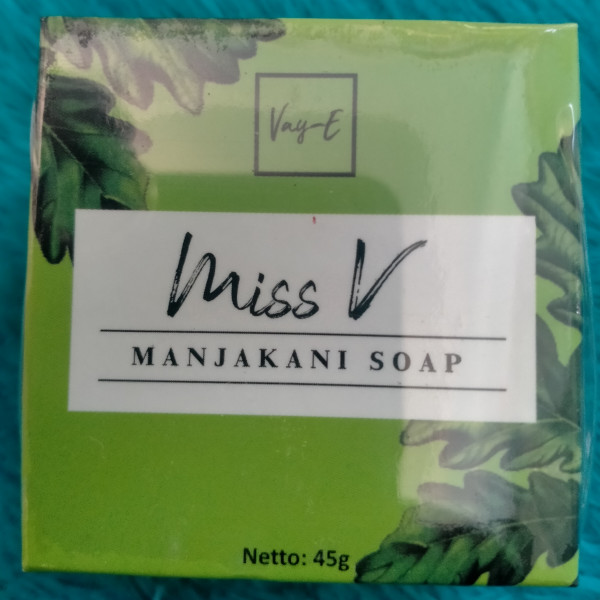 Vay-E
Miss V
MANJAKANI SOAP
Netto: 45g